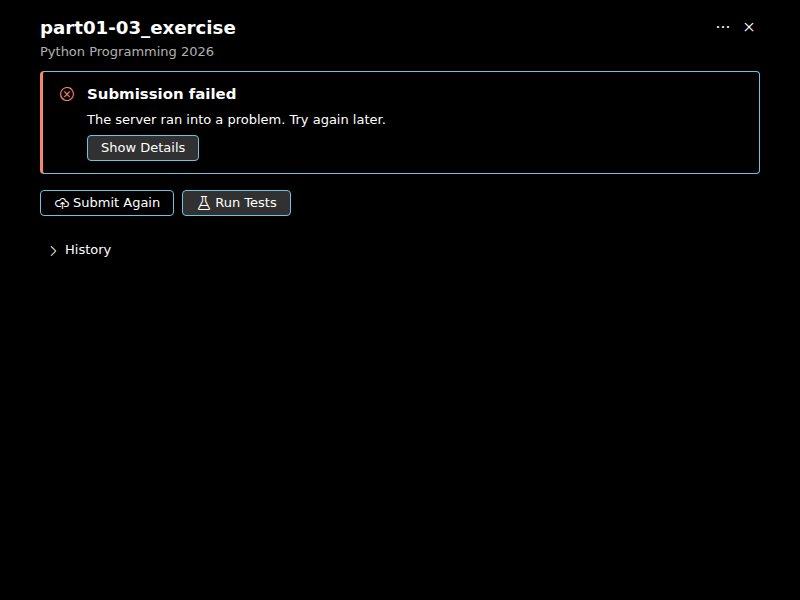 part01-03_exercise
Python Programming 2026
Submission failed
The server ran into a problem. Try again later.
Show Details
Submit Again
Run Tests
History